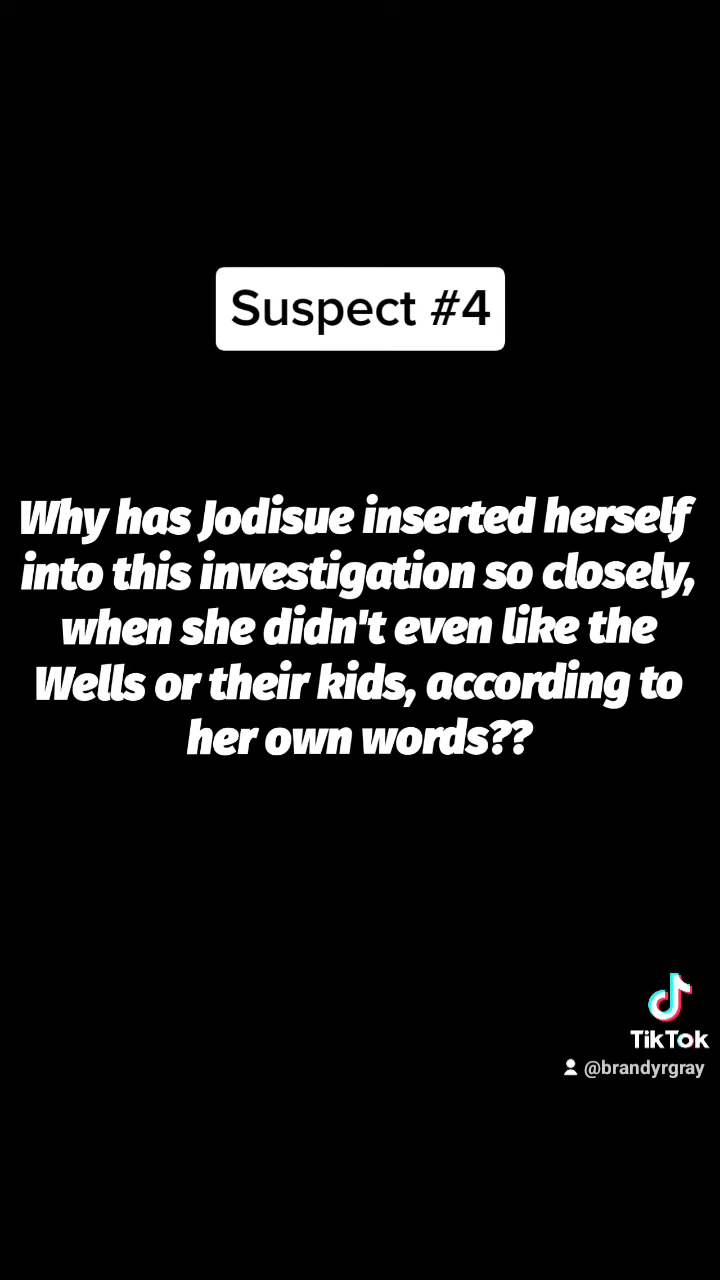 Suspect #4
Why has Jodisue inserted herself
into this investigation so closely,
when she didn't even like the
Wells or their kids, according to
her own words??
TikTok
@brandyrgray